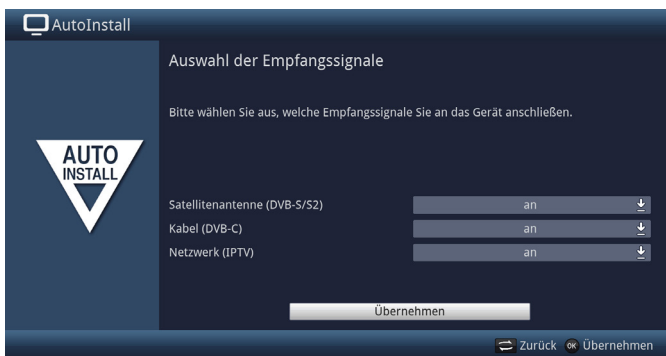 AutoInstall
Auswahl der Empfangssignale
Bitte wählen Sie aus, welche Empfangssignale Sie an das Gerät anschließen.
AUTO
INSTALL
Satellitenantenne (DVB-S/S2) an
Kabel (DVB-C) an
Netzwerk (IPTV) an
Übernehmen
Zurück OK Übernehmen